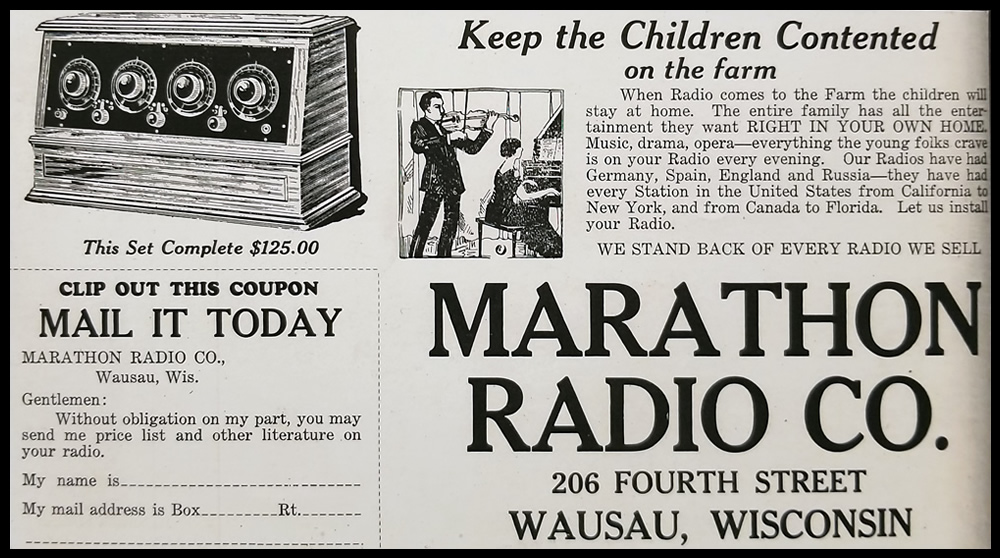 This Set Complete $125.00
CLIP OUT THIS COUPON
MAIL IT TODAY
MARATHON RADIO CO.,
Wausau, Wis.
Gentlemen:
Without obligation on my part, you may
send me price list and other literature on
your radio.
My name is
My mail address is Box Rt.
Keep the Children Contented
on the farm
When Radio comes to the Farm the children will
stay at home. The entire family has all the enter-
tainment they want RIGHT IN YOUR OWN HOME.
Music, drama, opera—everything the young folks crave
is on your Radio every evening. Our Radios have had
Germany, Spain, England and Russia—they have had
every Station in the United States from California to
New York, and from Canada to Florida. Let us install
your Radio.
WE STAND BACK OF EVERY RADIO WE SELL
MARATHON
RADIO CO.
206 FOURTH STREET
WAUSAU, WISCONSIN